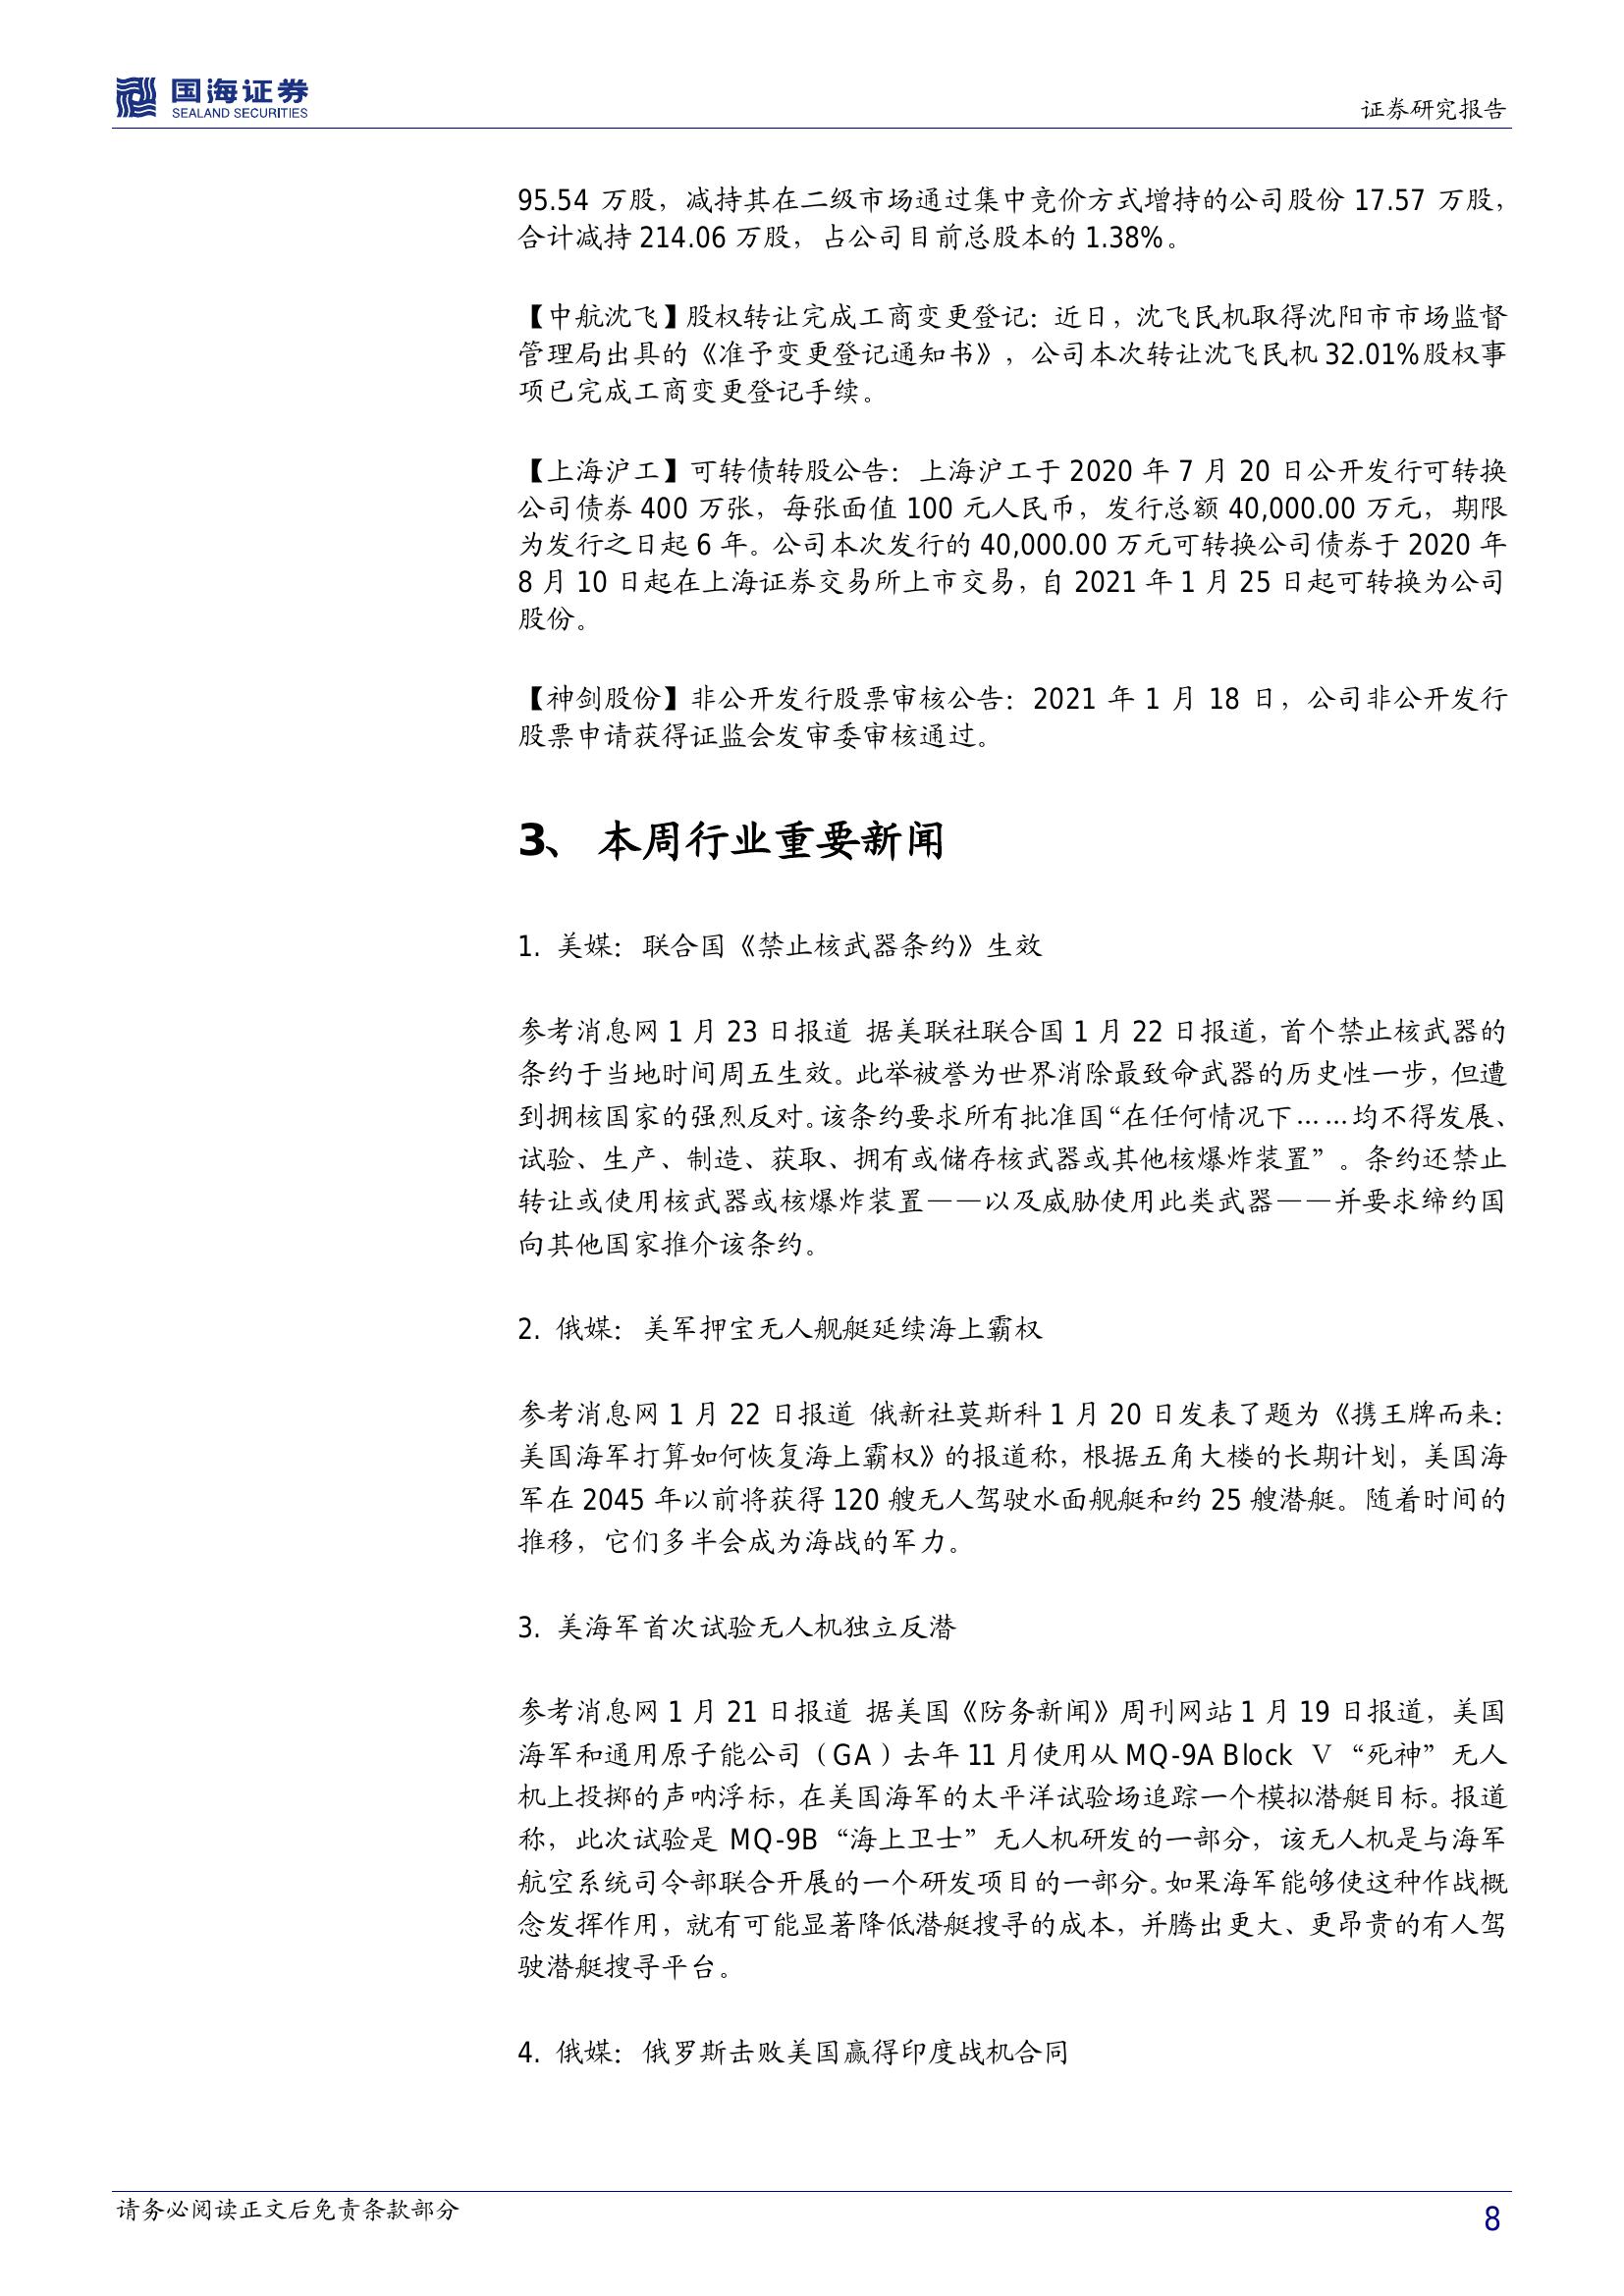 国海证券
SEALAND SECURITIES
证券研究报告
95.54 万股，减持其在二级市场通过集中竞价方式增持的公司股份 17.57 万股，
合计减持 214.06 万股，占公司目前总股本的 1.38%。
【中航沈飞】股权转让完成工商变更登记：近日，沈飞民机取得沈阳市市场监督
管理局出具的《准予变更登记通知书》，公司本次转让沈飞民机 32.01%股权事
项已完成工商变更登记手续。
【上海沪工】可转债转股公告：上海沪工于 2020 年 7 月 20 日公开发行可转换
公司债券 400 万张，每张面值 100 元人民币，发行总额 40,000.00 万元，期限
为发行之日起 6 年。公司本次发行的 40,000.00 万元可转换公司债券于 2020 年
8 月 10 日起在上海证券交易所上市交易，自 2021 年 1 月 25 日起可转换为公司
股份。
【神剑股份】非公开发行股票审核公告：2021 年 1 月 18 日，公司非公开发行
股票申请获得证监会发审委审核通过。
3、 本周行业重要新闻
1. 美媒：联合国《禁止核武器条约》生效
参考消息网 1 月 23 日报道 据美联社联合国 1 月 22 日报道，首个禁止核武器的
条约于当地时间周五生效。此举被誉为世界消除最致命武器的历史性一步，但遭
到拥核国家的强烈反对。该条约要求所有批准国“在任何情况下……均不得发展、
试验、生产、制造、获取、拥有或储存核武器或其他核爆炸装置”。条约还禁止
转让或使用核武器或核爆炸装置——以及威胁使用此类武器——并要求缔约国
向其他国家推介该条约。
2. 俄媒：美军押宝无人舰艇延续海上霸权
参考消息网 1 月 22 日报道 俄新社莫斯科 1 月 20 日发表了题为《携王牌而来：
美国海军打算如何恢复海上霸权》的报道称，根据五角大楼的长期计划，美国海
军在 2045 年以前将获得 120 艘无人驾驶水面舰艇和约 25 艘潜艇。随着时间的
推移，它们多半会成为海战的军力。
3. 美海军首次试验无人机独立反潜
参考消息网 1 月 21 日报道 据美国《防务新闻》周刊网站 1 月 19 日报道，美国
海军和通用原子能公司（GA）去年 11 月使用从 MQ-9A Block Ⅴ“死神”无人
机上投掷的声呐浮标，在美国海军的太平洋试验场追踪一个模拟潜艇目标。报道
称，此次试验是 MQ-9B“海上卫士”无人机研发的一部分，该无人机是与海军
航空系统司令部联合开展的一个研发项目的一部分。如果海军能够使这种作战概
念发挥作用，就有可能显著降低潜艇搜寻的成本，并腾出更大、更昂贵的有人驾
驶潜艇搜寻平台。
4. 俄媒：俄罗斯击败美国赢得印度战机合同
请务必阅读正文后免责条款部分
8